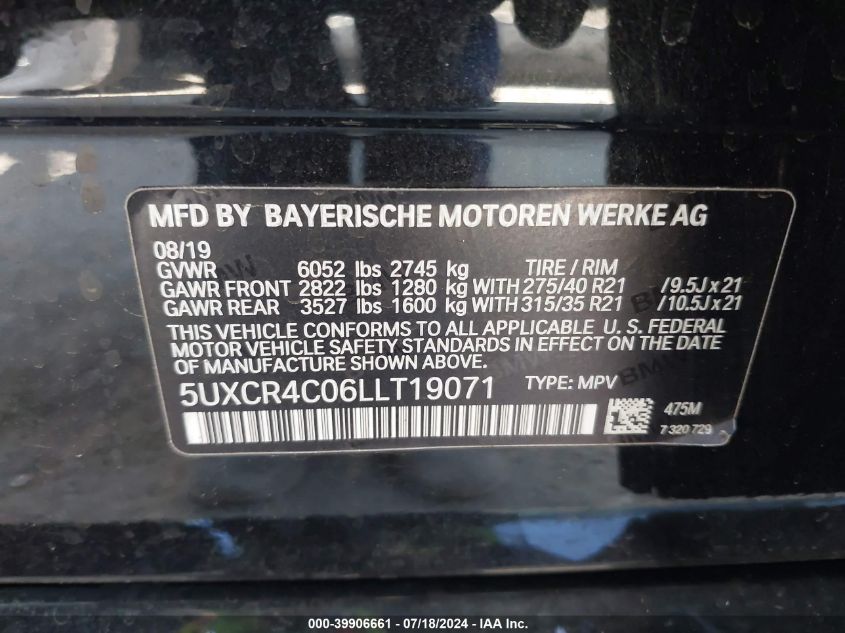 MFD BY BAYERISCHE MOTOREN WERKE AG
08/19
GVWR 6052 lbs 2745 kg TIRE / RIM
GAWR FRONT 2822 lbs 1280 kg WITH 275/40 R21 /9.5J x 21
GAWR REAR 3527 lbs 1600 kg WITH 315/35 R21 /10.5J x 21
THIS VEHICLE CONFORMS TO ALL APPLICABLE U. S. FEDERAL
MOTOR VEHICLE SAFETY STANDARDS IN EFFECT ON THE DATE
OF MANUFACTURE SHOWN ABOVE.
5UXCR4C06LLT19071 TYPE: MPV
475M
7 320 729
000-39906661 - 07/18/2024 - IAA Inc.